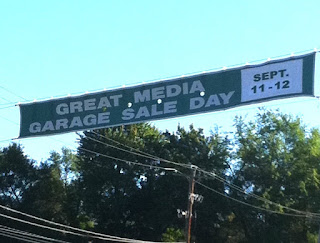 GREAT MEDIA
GARAGE SALE DAY
SEPT.
11-12